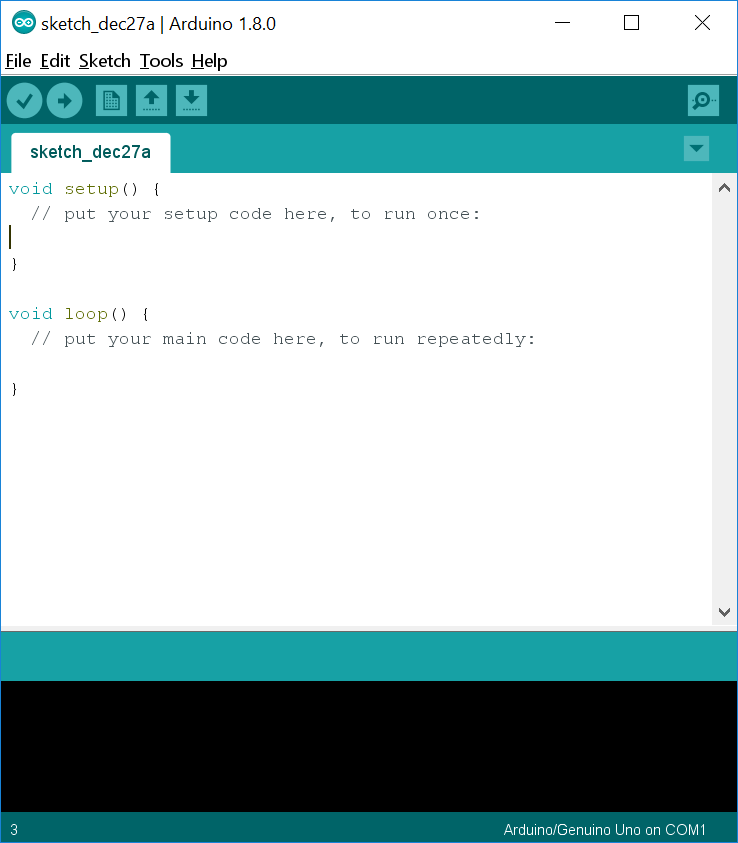 sketch_dec27a | Arduino 1.8.0
File Edit Sketch Tools Help
sketch_dec27a
void setup() {
  // put your setup code here, to run once:

}

void loop() {
  // put your main code here, to run repeatedly:

}
3
Arduino/Genuino Uno on COM1